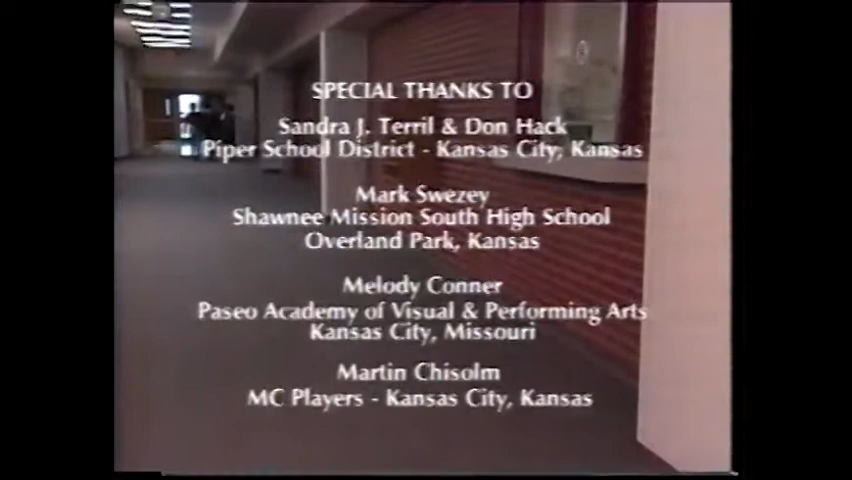 SPECIAL THANKS TO
Sandra J. Terril & Don Hack
Piper School District - Kansas City, Kansas
Mark Swezey
Shawnee Mission South High School
Overland Park, Kansas
Melody Conner
Paseo Academy of Visual & Performing Arts
Kansas City, Missouri
Martin Chisolm
MC Players - Kansas City, Kansas